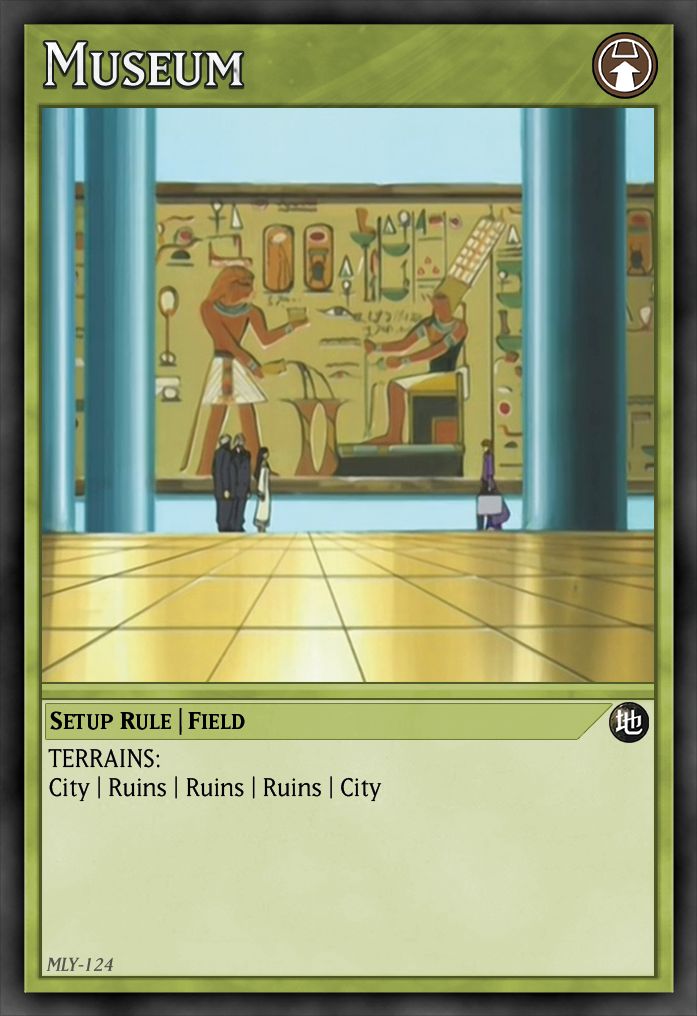 Museum
Setup Rule | Field
地
TERRAINS:
City | Ruins | Ruins | Ruins | City
MLY-124